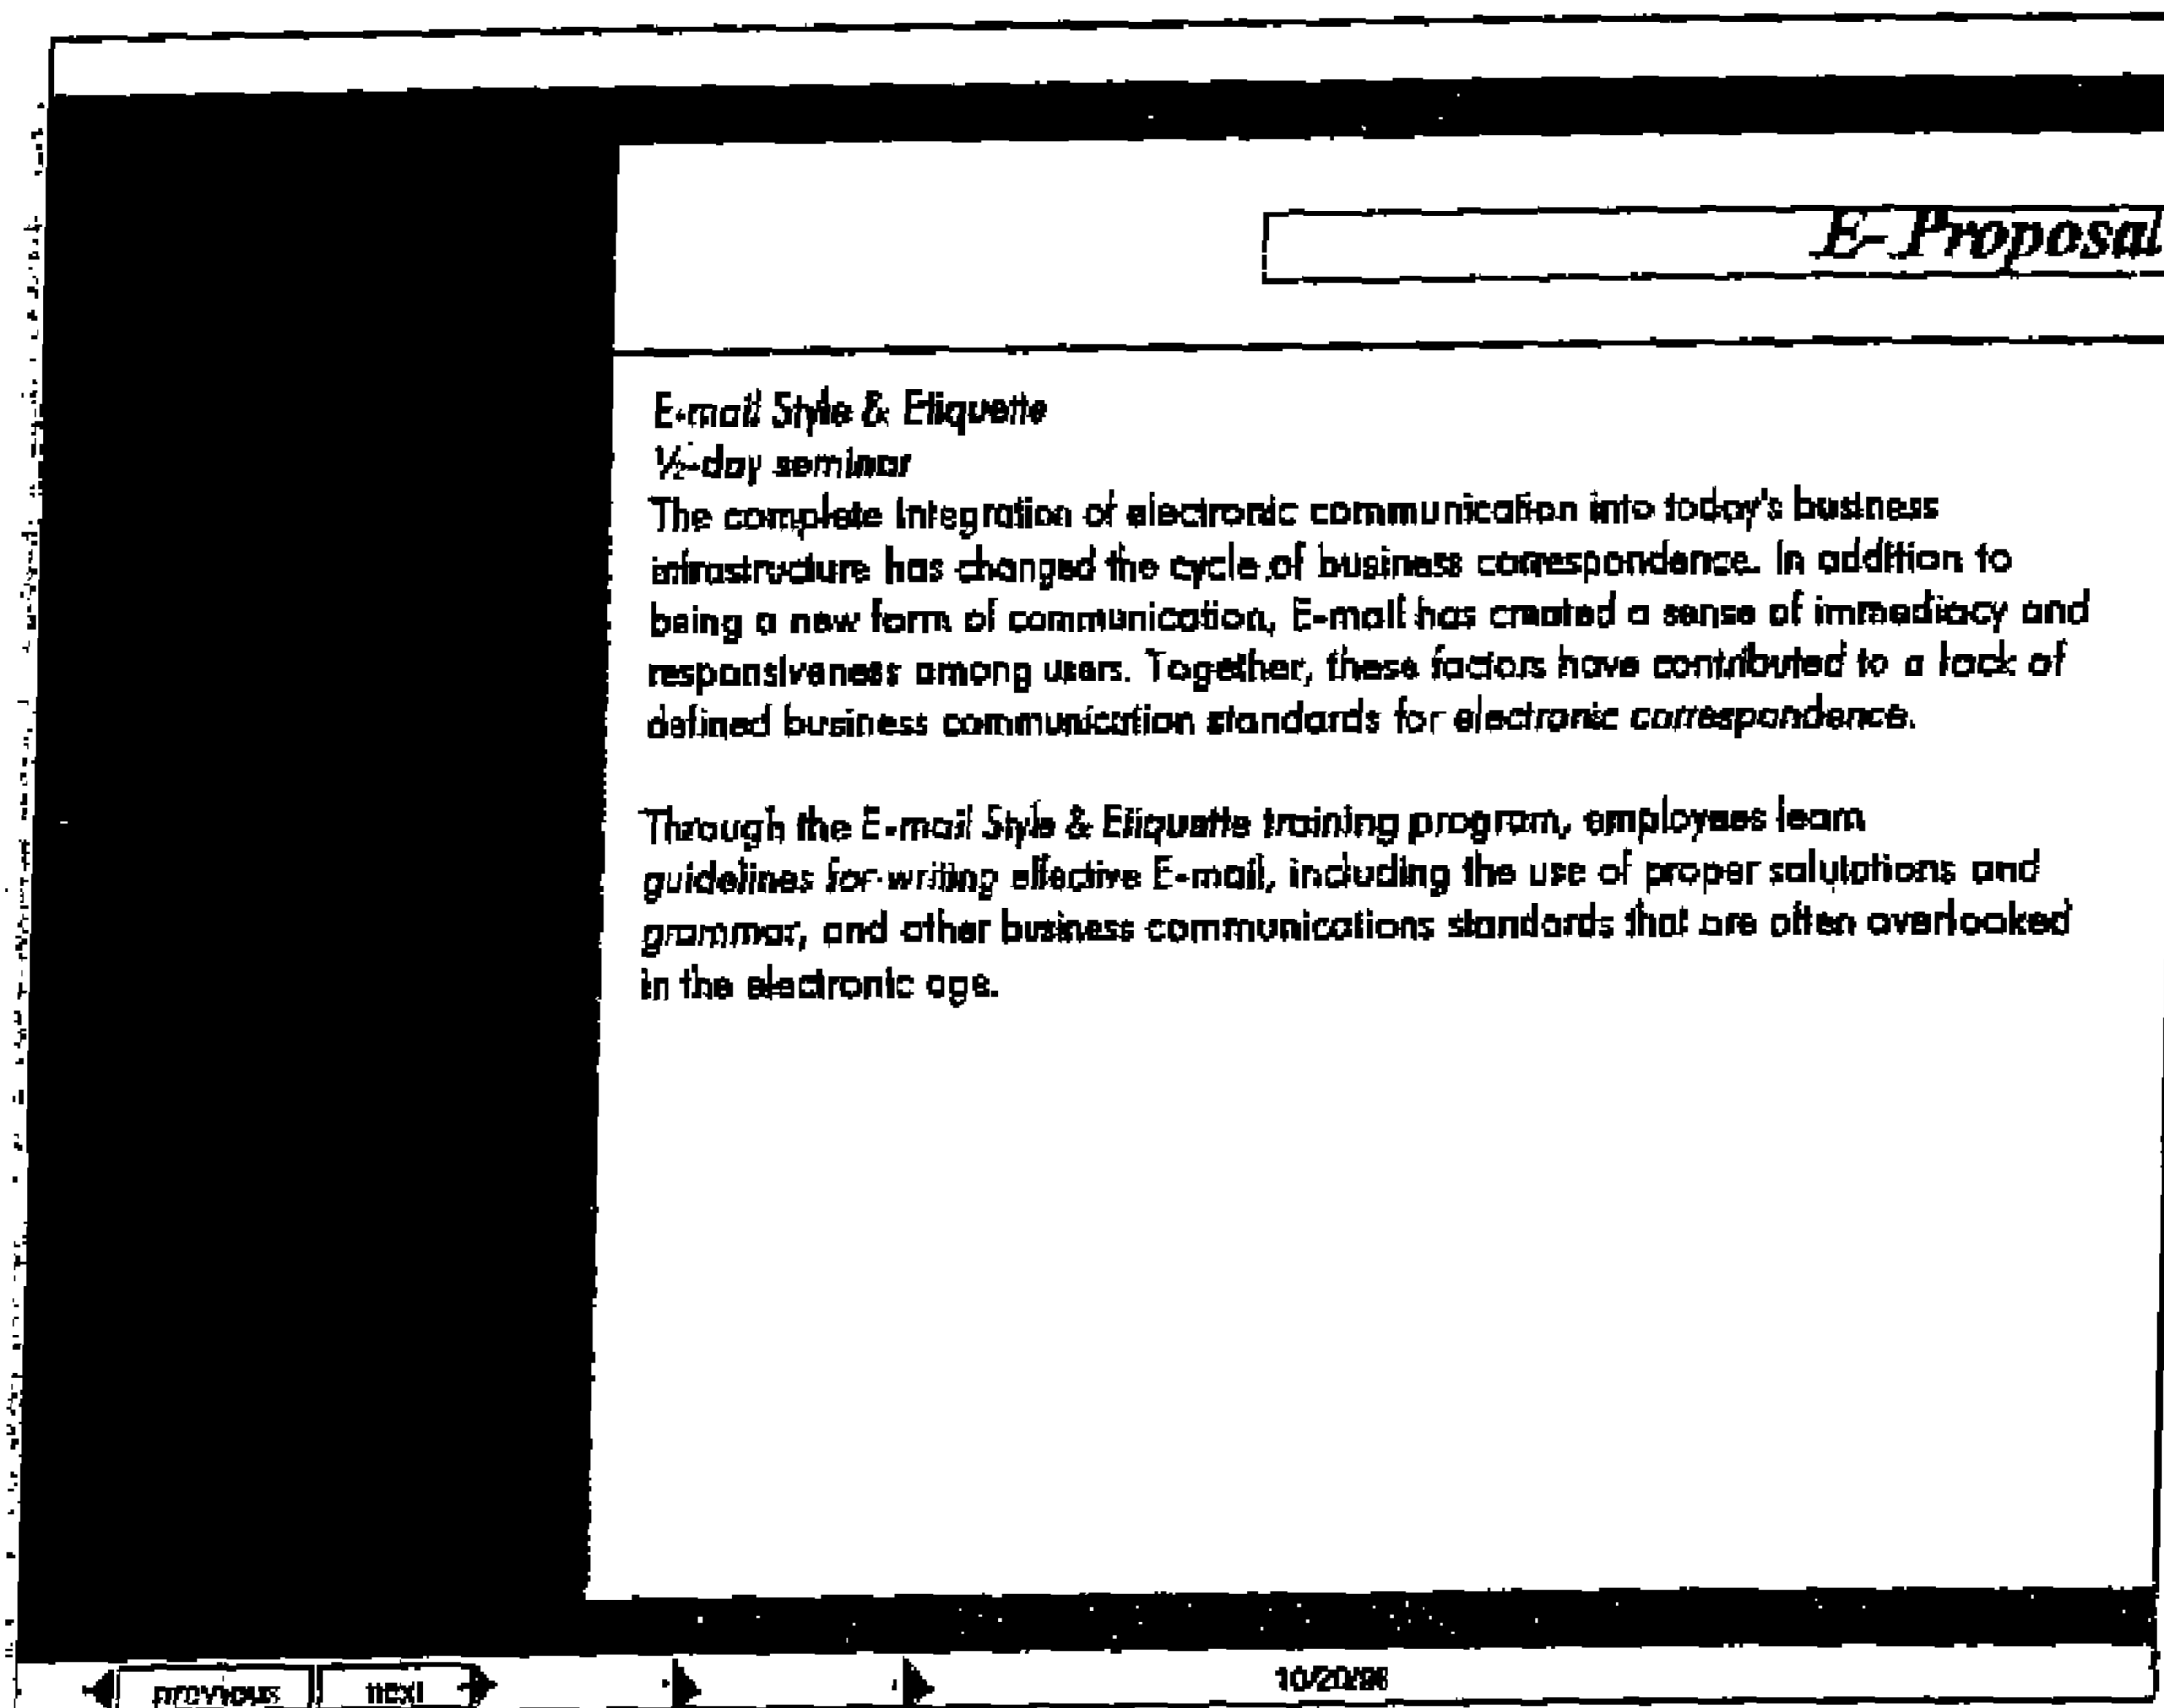 E-Proposal
E-mail Style & Etiquette
½-day seminar
The complete integration of electronic communication into today's business
infrastructure has changed the cycle of business correspondence. In addition to
being a new form of communication, E-mail has created a sense of immediacy and
responsiveness among users. Together, these factors have contributed to a lack of
defined business communication standards for electronic correspondence.
Through the E-mail Style & Etiquette training program, employees learn
guidelines for writing effective E-mail, including the use of proper salutations and
grammar, and other business communications standards that are often overlooked
in the electronic age.
previous next